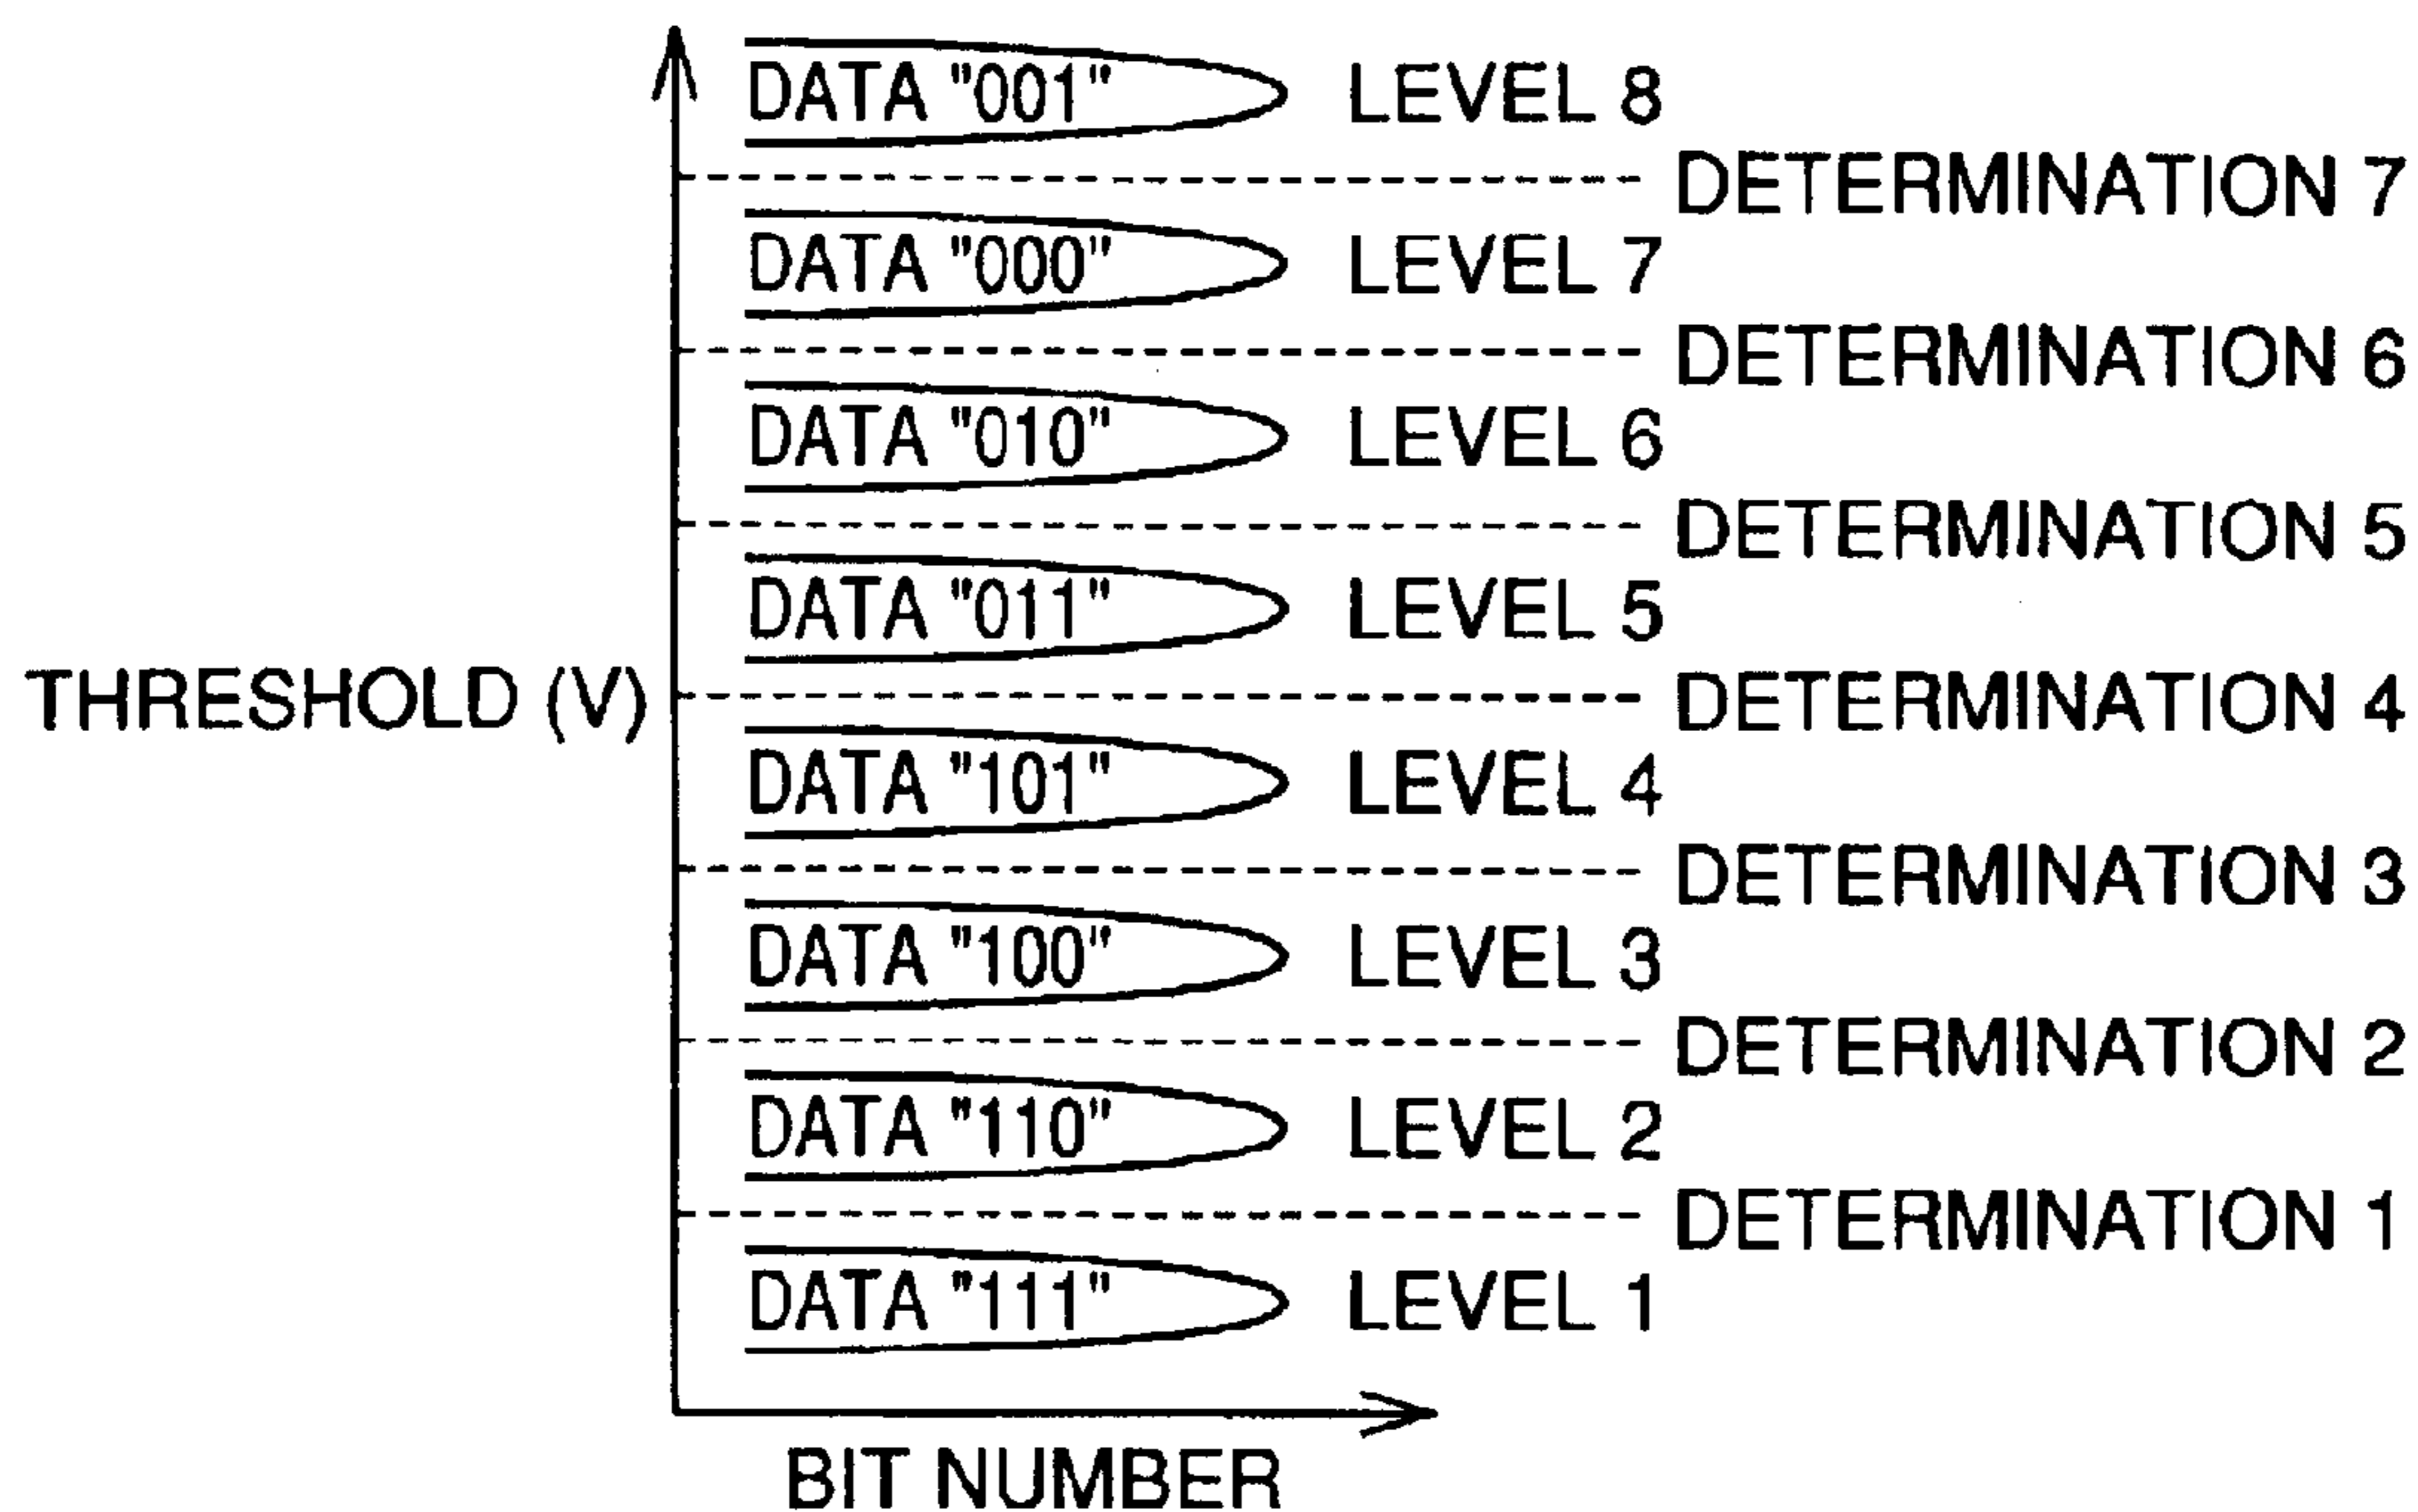 DATA "001" LEVEL 8
DETERMINATION 7
DATA "000" LEVEL 7
DETERMINATION 6
DATA "010" LEVEL 6
DETERMINATION 5
DATA "011" LEVEL 5
THRESHOLD (V)
DETERMINATION 4
DATA "101" LEVEL 4
DETERMINATION 3
DATA "100" LEVEL 3
DETERMINATION 2
DATA "110" LEVEL 2
DETERMINATION 1
DATA "111" LEVEL 1
BIT NUMBER